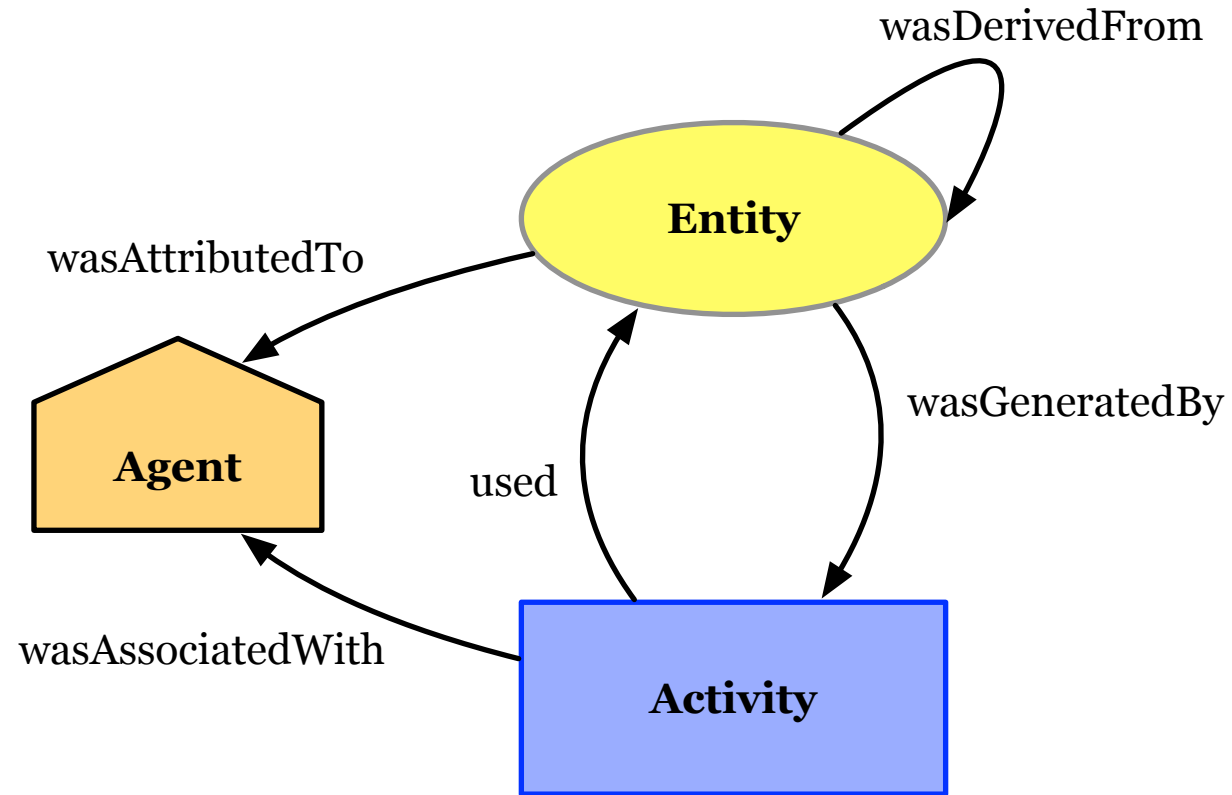 wasDerivedFrom
Entity
wasAttributedTo
wasGeneratedBy
Agent
used
wasAssociatedWith
Activity